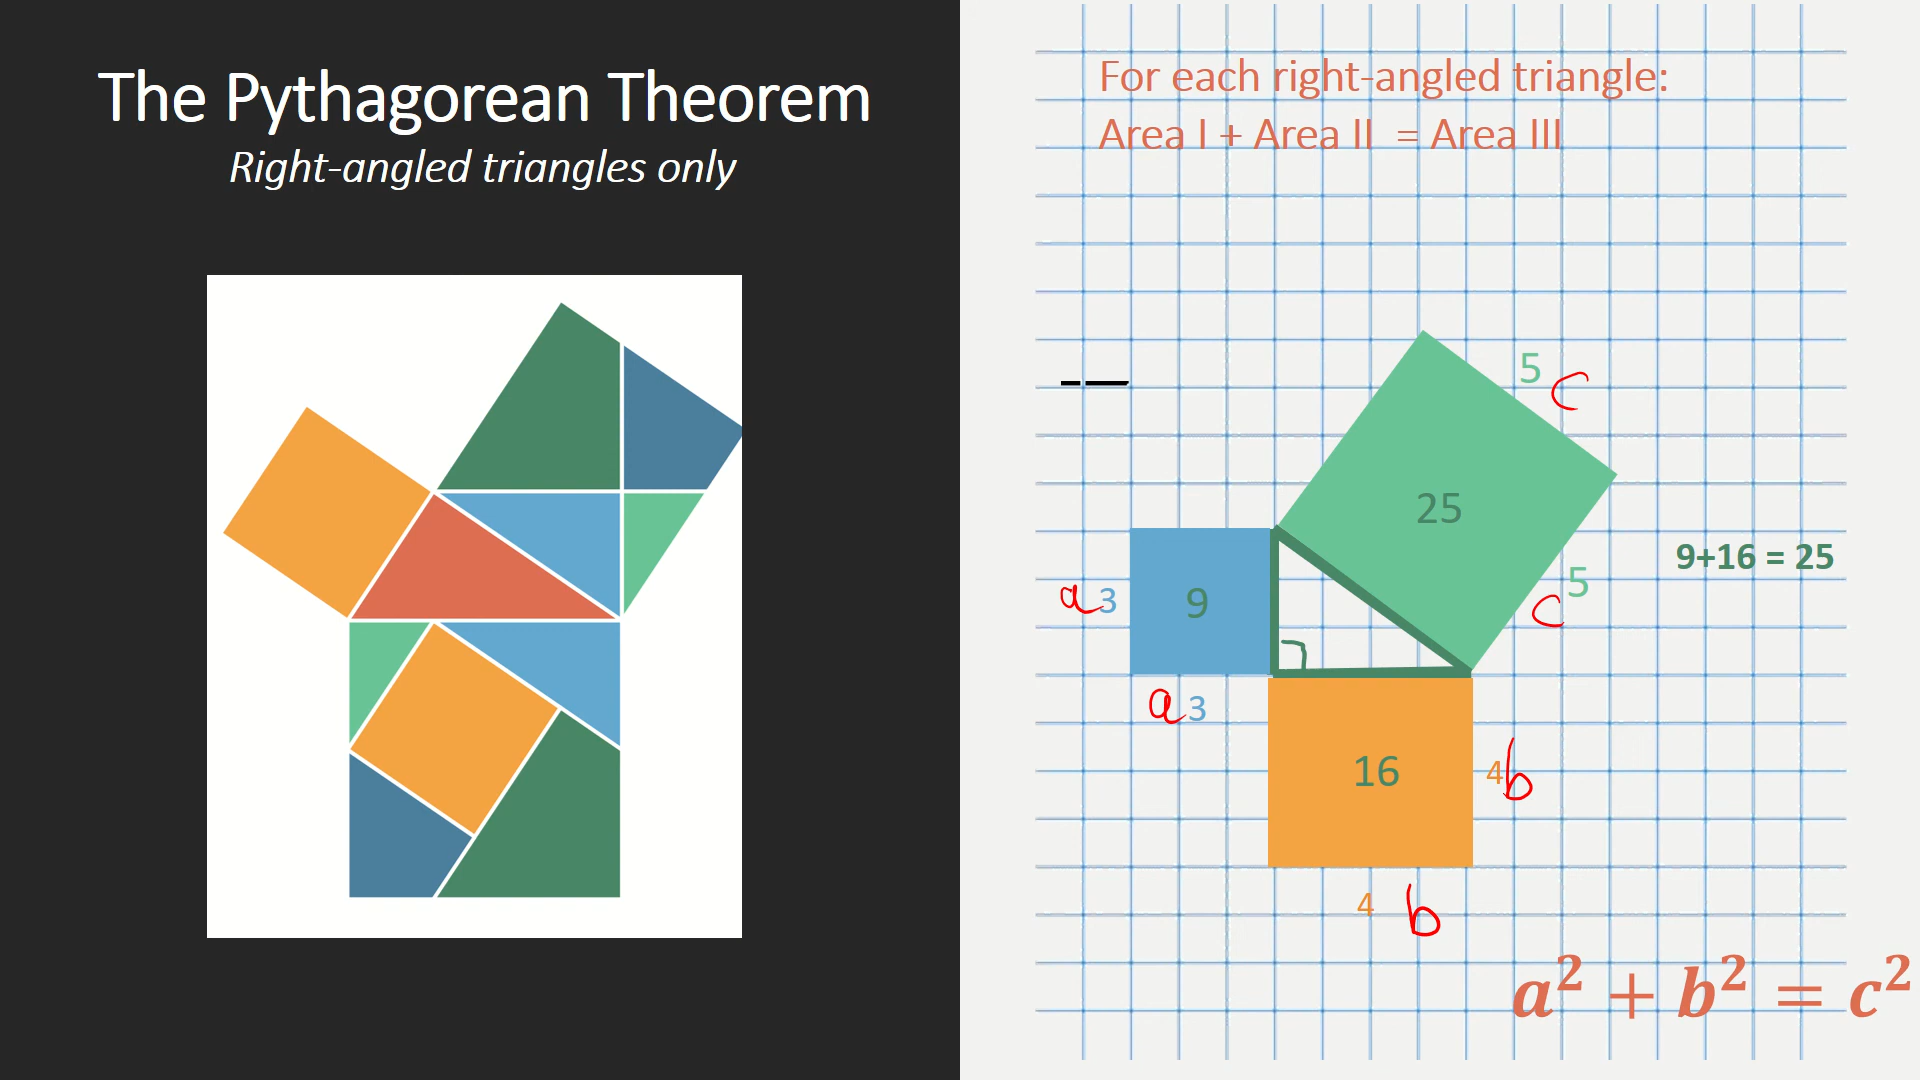 The Pythagorean Theorem
Right-angled triangles only
For each right-angled triangle:
Area I + Area II = Area III
5 c
25
9+16 = 25
5
c
a 3
9
a 3
16
4 b
4 b
a² + b² = c²